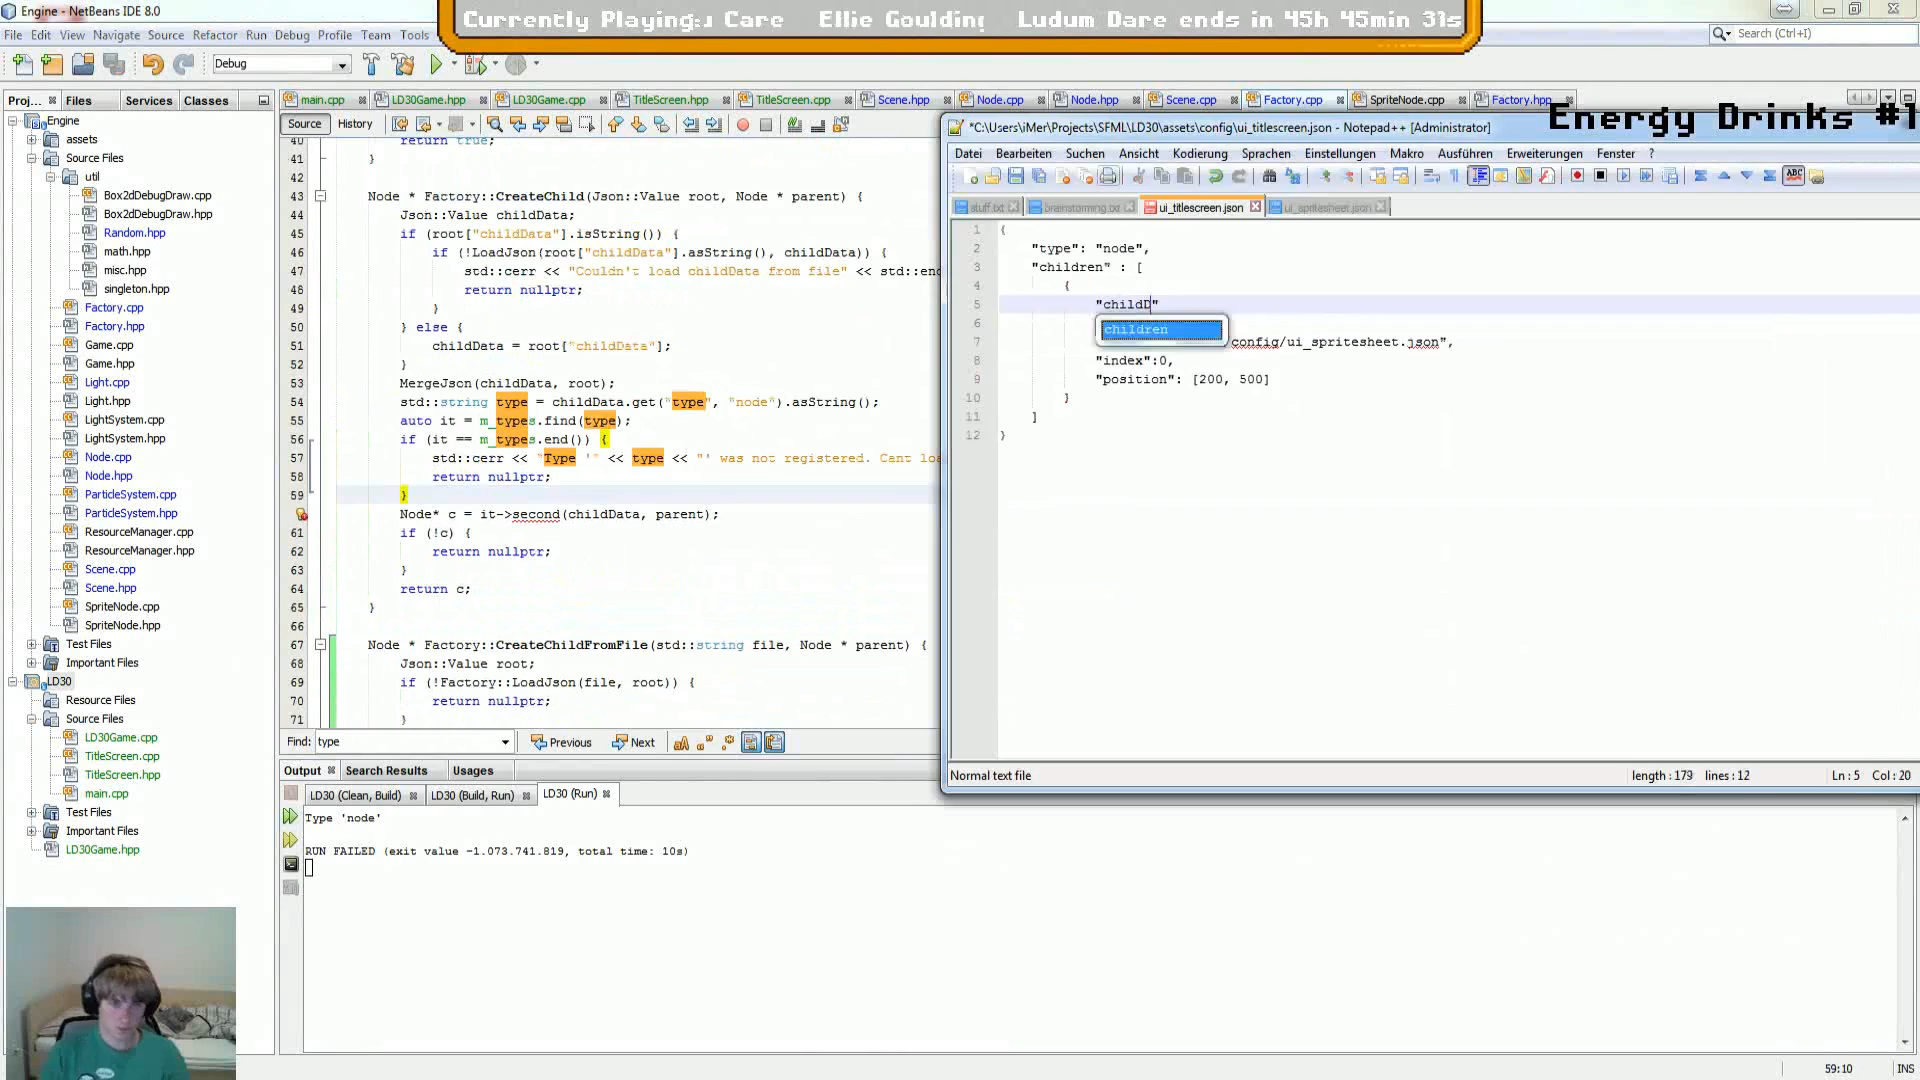 Engine - NetBeans IDE 8.0
Currently Playing: Care Ellie Goulding Ludum Dare ends in 45h 45min 31s
File Edit View Navigate Source Refactor Run Debug Profile Team Tools
Search (Ctrl+I)
Debug
Proj... Files Services Classes
main.cpp LD30Game.hpp LD30Game.cpp TitleScreen.hpp TitleScreen.cpp Scene.hpp Node.cpp Node.hpp Scene.cpp Factory.cpp SpriteNode.cpp Factory.hpp
Energy Drinks #1
Source History
Engine
assets
Source Files
util
Box2dDebugDraw.cpp
Box2dDebugDraw.hpp
Random.hpp
math.hpp
misc.hpp
singleton.hpp
Factory.cpp
Factory.hpp
Game.cpp
Game.hpp
Light.cpp
Light.hpp
LightSystem.cpp
LightSystem.hpp
Node.cpp
Node.hpp
ParticleSystem.cpp
ParticleSystem.hpp
ResourceManager.cpp
ResourceManager.hpp
Scene.cpp
Scene.hpp
SpriteNode.cpp
SpriteNode.hpp
Test Files
Important Files
LD30
Resource Files
Source Files
LD30Game.cpp
TitleScreen.cpp
TitleScreen.hpp
main.cpp
Test Files
Important Files
LD30Game.hpp
40 return true;
41 }
42
43 Node * Factory::CreateChild(Json::Value root, Node * parent) {
44 Json::Value childData;
45 if (root["childData"].isString()) {
46 if (!LoadJson(root["childData"].asString(), childData)) {
47 std::cerr << "Couldn't load childData from file" << std::en
48 return nullptr;
49 }
50 } else {
51 childData = root["childData"];
52 }
53 MergeJson(childData, root);
54 std::string type = childData.get("type", "node").asString();
55 auto it = m_types.find(type);
56 if (it == m_types.end()) {
57 std::cerr << "Type '" << type << "' was not registered. Cant loa
58 return nullptr;
59 }
Node* c = it->second(childData, parent);
61 if (!c) {
62 return nullptr;
63 }
64 return c;
65 }
66
67 Node * Factory::CreateChildFromFile(std::string file, Node * parent) {
68 Json::Value root;
69 if (!Factory::LoadJson(file, root)) {
70 return nullptr;
71 }
Find: type Previous Next
Output Search Results Usages
LD30 (Clean, Build) LD30 (Build, Run) LD30 (Run)
Type 'node'
RUN FAILED (exit value -1.073.741.819, total time: 10s)
59:10 INS
*C:\Users\iMer\Projects\SFML\LD30\assets\config\ui_titlescreen.json - Notepad++ [Administrator]
Datei Bearbeiten Suchen Ansicht Kodierung Sprachen Einstellungen Makro Ausführen Erweiterungen Fenster ?
stuff.txt brainstorming.txt ui_titlescreen.json ui_spritesheet.json
1 {
2 "type": "node",
3 "children" : [
4 {
5 "childD"
6 children
7 config/ui_spritesheet.json",
8 "index":0,
9 "position": [200, 500]
10 }
11 ]
12 }
Normal text file length : 179 lines : 12 Ln : 5 Col : 20